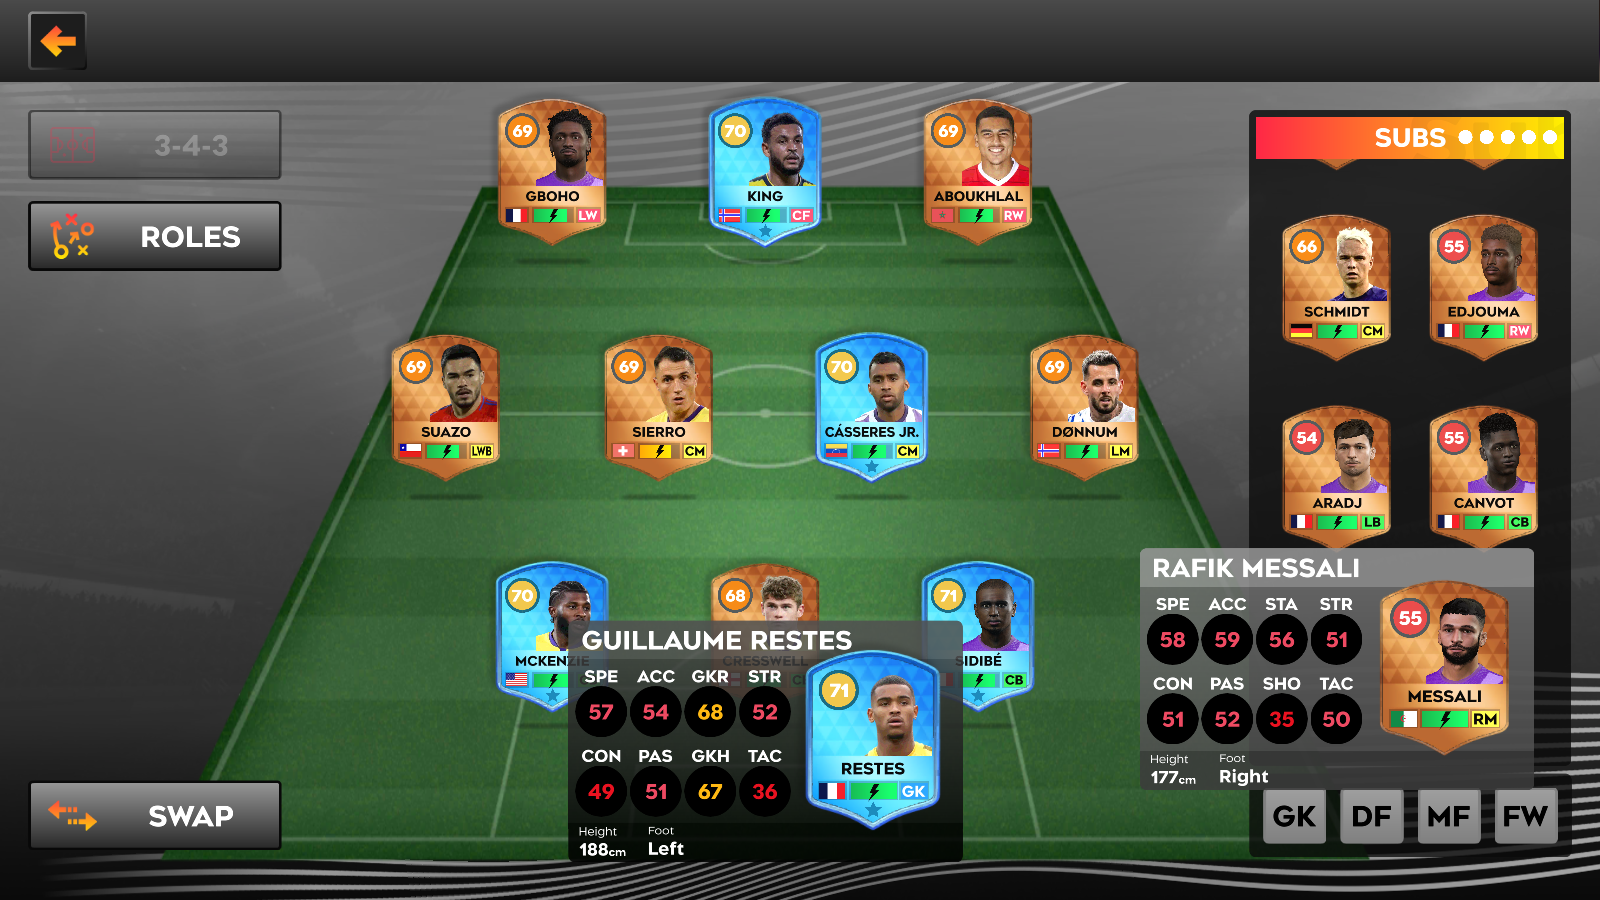 3-4-3
ROLES
SWAP
69
GBOHO
LW
70
KING
CF
69
ABOUKHLAL
RW
69
SUAZO
LWB
69
SIERRO
CM
70
CÁSSERES JR.
CM
69
DØNNUM
LM
70
MCKENZIE
68
CRESSWELL
71
SIDIBÉ
CB
GUILLAUME RESTES
SPE ACC GKR STR
57 54 68 52
CON PAS GKH TAC
49 51 67 36
Height Foot
188cm Left
71
RESTES
GK
SUBS
66
SCHMIDT
CM
55
EDJOUMA
RW
54
ARADJ
LB
55
CANVOT
CB
RAFIK MESSALI
SPE ACC STA STR
58 59 56 51
CON PAS SHO TAC
51 52 35 50
Height Foot
177cm Right
55
MESSALI
RM
GK DF MF FW